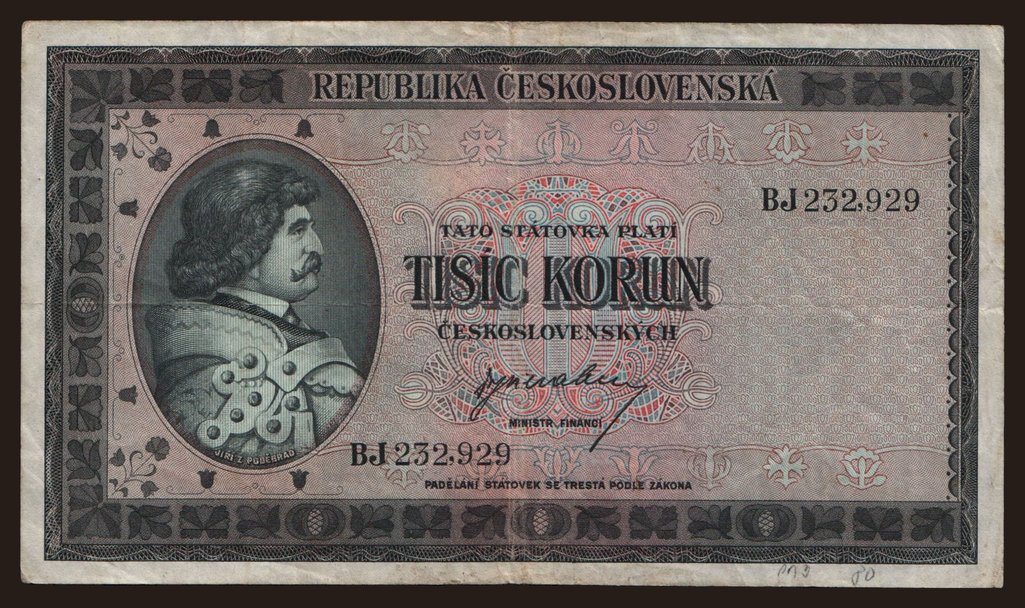 REPUBLIKA ČESKOSLOVENSKÁ
BJ 232,929
TATO STÁTOVKA PLATÍ
TISÍC KORUN
ČESKOSLOVENSKÝCH
MINISTR FINANCÍ
JIŘÍ Z PODĚBRAD
BJ 232,929
PADĚLÁNÍ STÁTOVEK SE TRESTÁ PODLE ZÁKONA